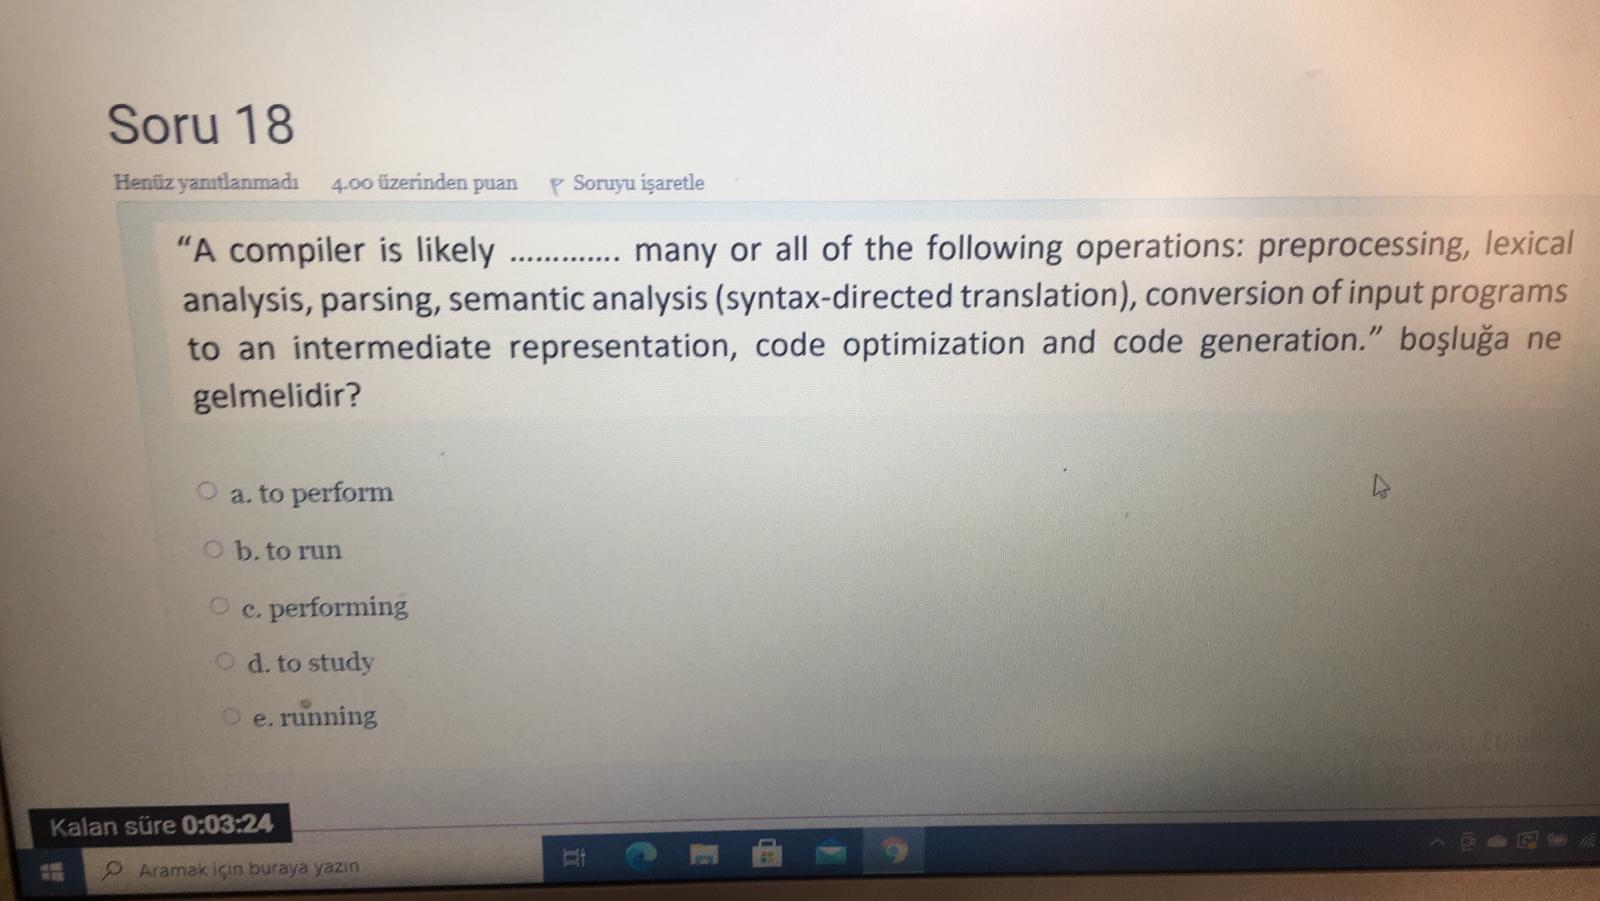 Soru 18
Henüz yanıtlanmadı 4.00 üzerinden puan Soruyu işaretle
“A compiler is likely ............. many or all of the following operations: preprocessing, lexical
analysis, parsing, semantic analysis (syntax-directed translation), conversion of input programs
to an intermediate representation, code optimization and code generation.” boşluğa ne
gelmelidir?
a. to perform
b. to run
c. performing
d. to study
e. running
Kalan süre 0:03:24
Aramak için buraya yazın